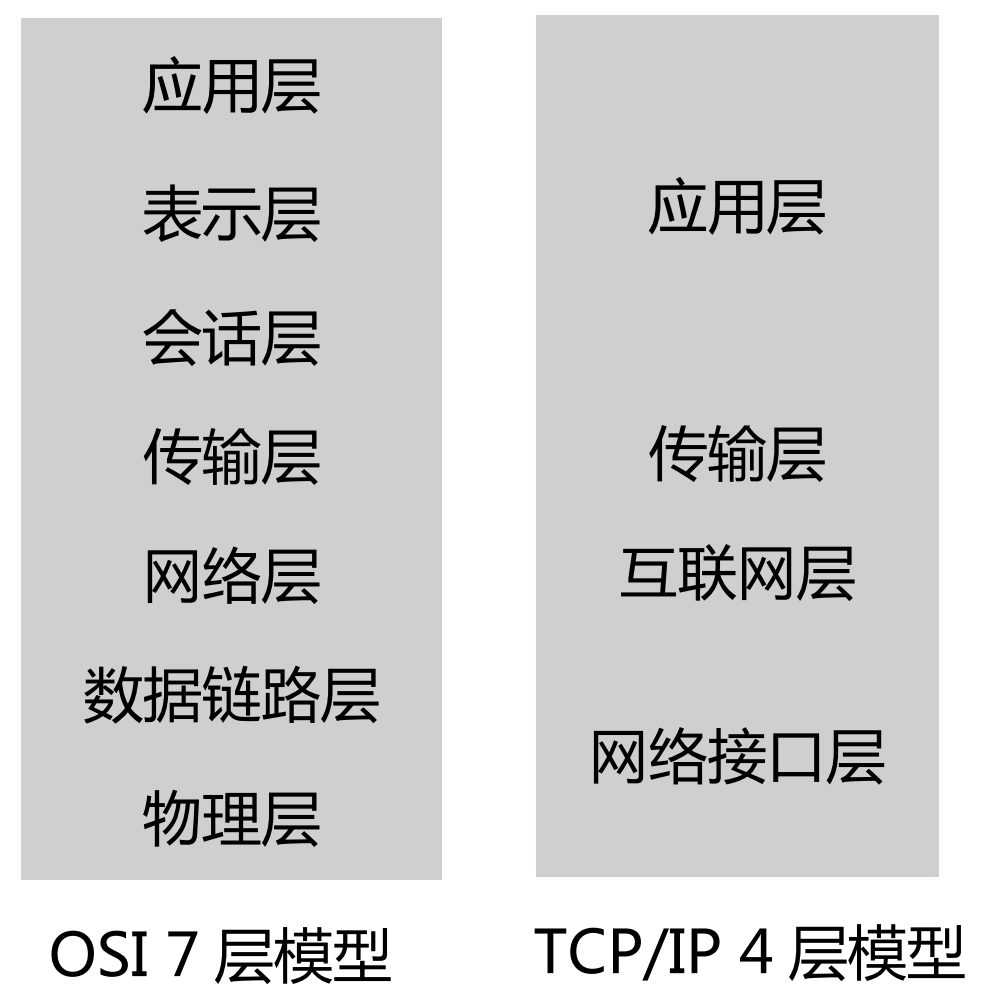 应用层
表示层
会话层
传输层
网络层
数据链路层
物理层
OSI 7 层模型
应用层
传输层
互联网层
网络接口层
TCP/IP 4 层模型